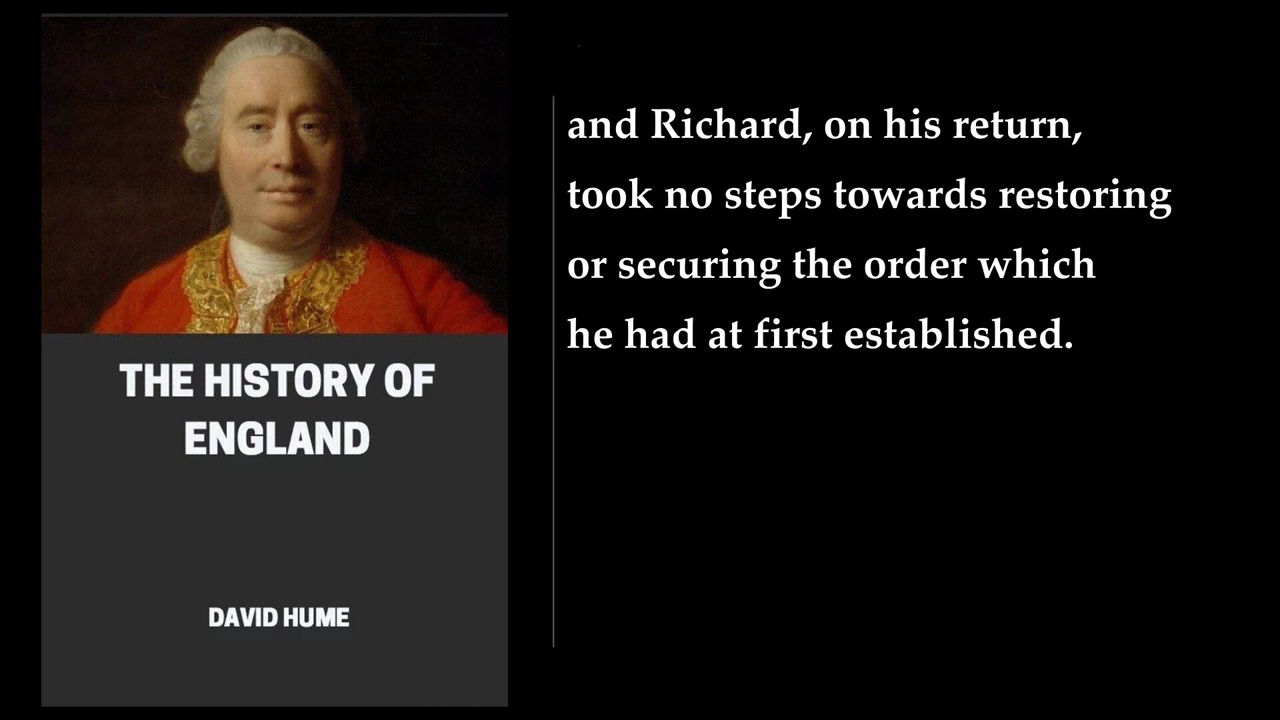 THE HISTORY OF
ENGLAND
DAVID HUME
and Richard, on his return,
took no steps towards restoring
or securing the order which
he had at first established.